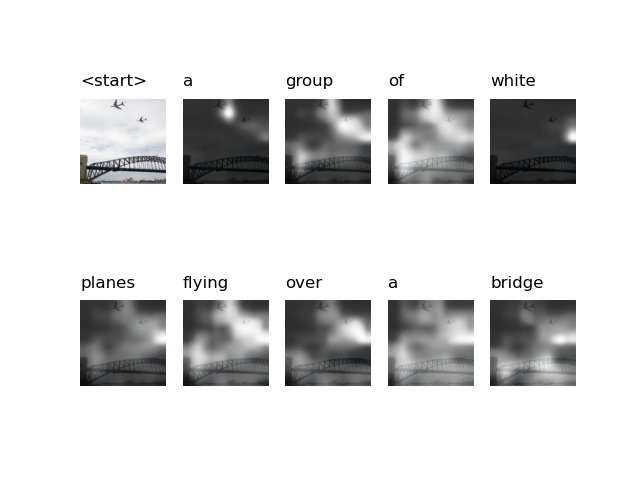 <start> a group of white
planes flying over a bridge